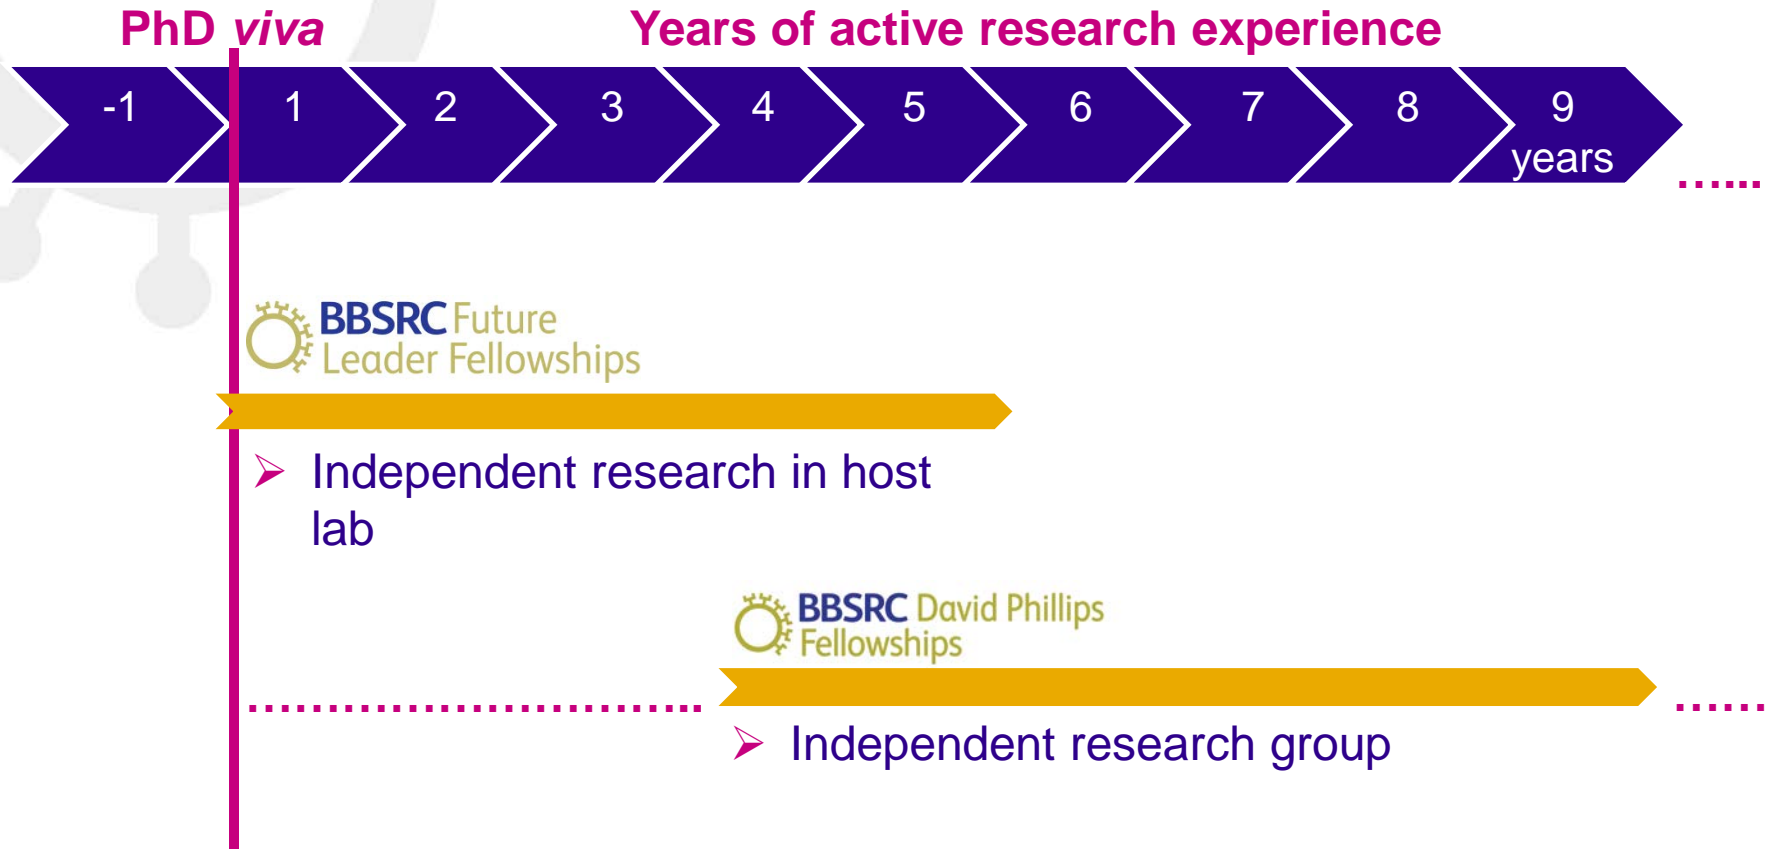 PhD viva
Years of active research experience
-1 1 2 3 4 5 6 7 8 9
years
…...
BBSRC Future
Leader Fellowships
➢ Independent research in host
lab
BBSRC David Phillips
Fellowships
………………………..
……
➢ Independent research group